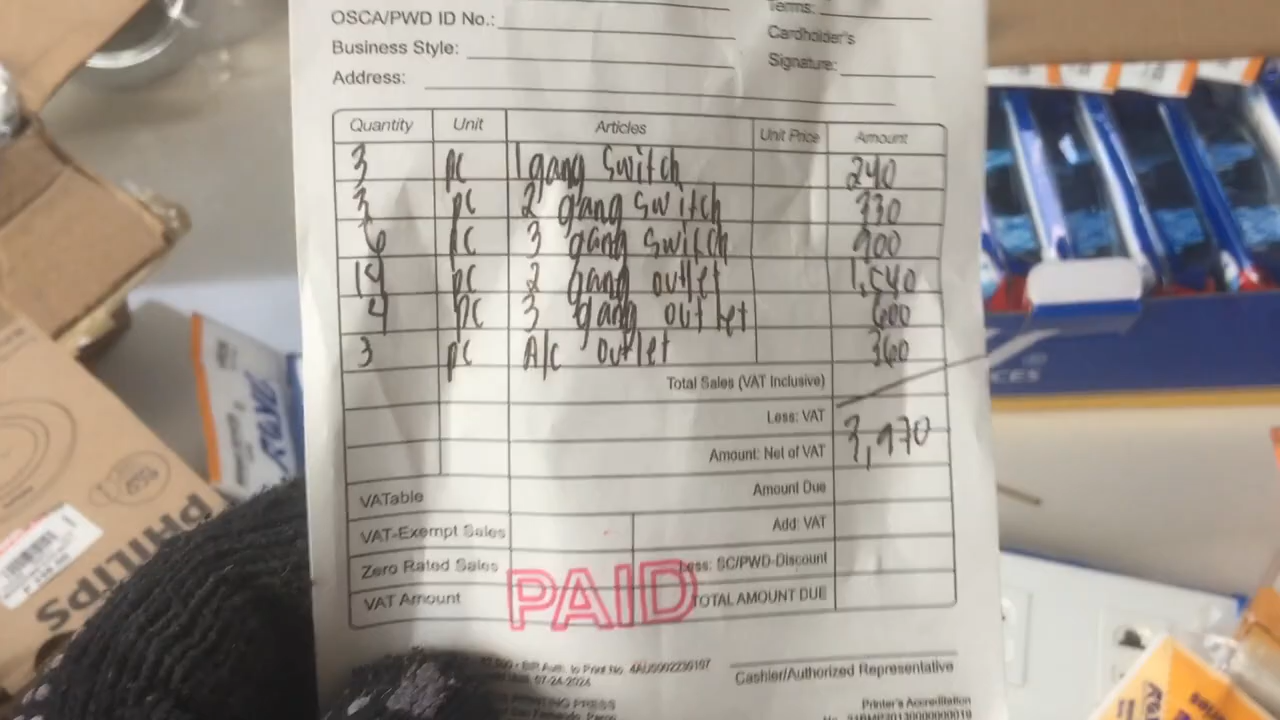 OSCA/PWD ID No.:
Terms:
Business Style:
Cardholder's
Signature:
Address:
Quantity Unit Articles Unit Price Amount
3 pc 1 gang switch 240
3 pc 2 gang switch 330
6 pc 3 gang switch 900
14 pc 2 gang outlet 1,540
4 pc 3 gang outlet 600
3 pc A/c outlet 360
Total Sales (VAT Inclusive)
Less: VAT
3,970
Amount: Net of VAT
VATable Amount Due
VAT-Exempt Sales Add: VAT
Zero Rated Sales Less: SC/PWD-Discount
VAT Amount TOTAL AMOUNT DUE
PAID
07-24-2024
Cashier/Authorized Representative
Printer's Accreditation
PHILIPS
CES